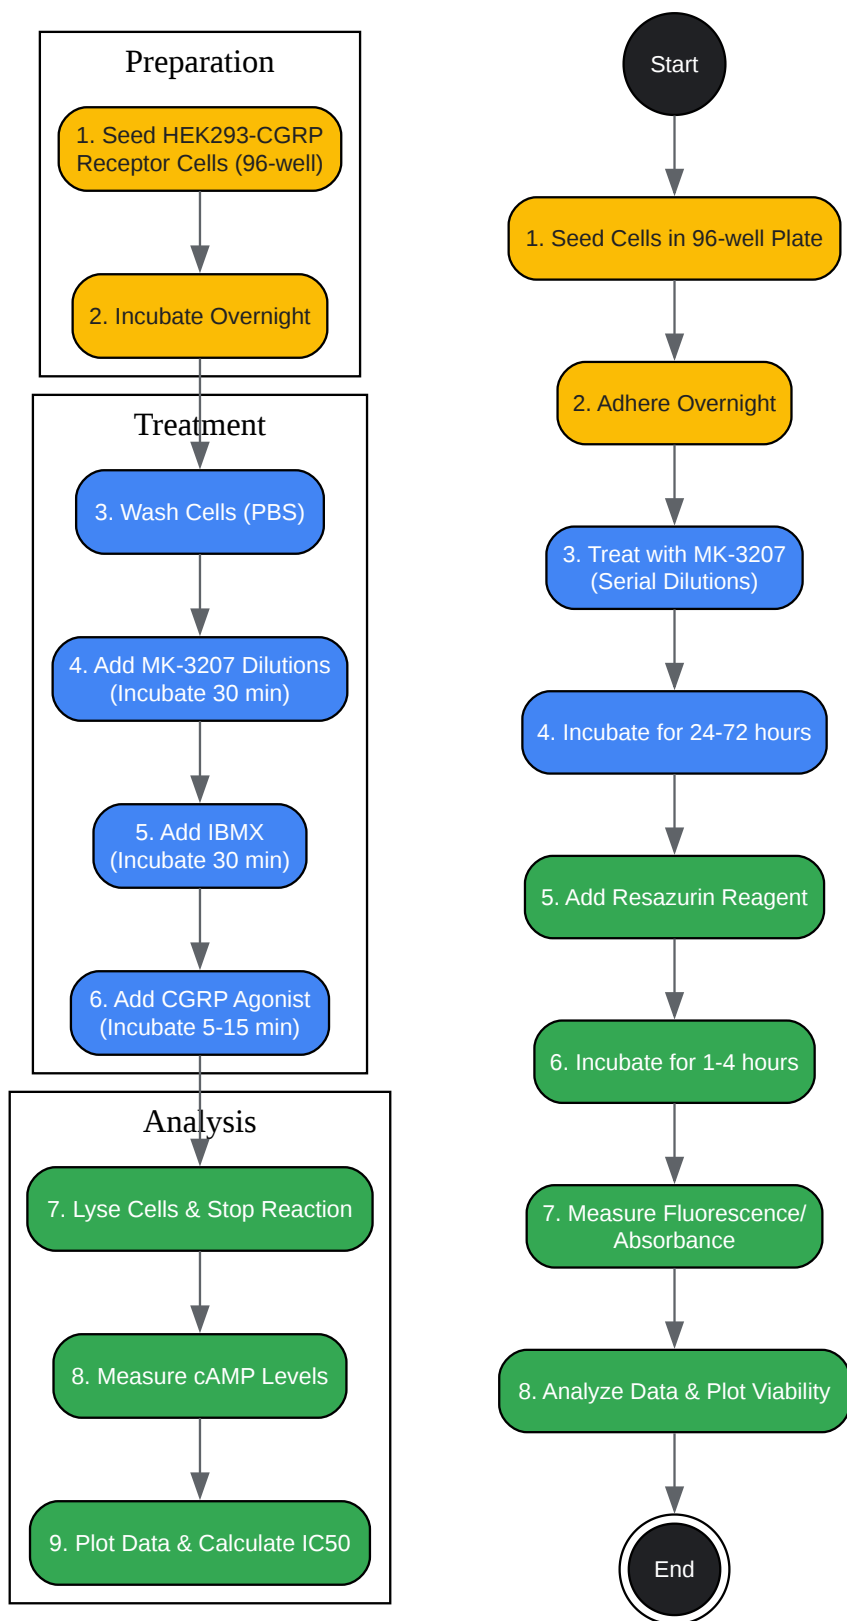 Preparation
1. Seed HEK293-CGRP
Receptor Cells (96-well)
2. Incubate Overnight
Treatment
3. Wash Cells (PBS)
4. Add MK-3207 Dilutions
(Incubate 30 min)
5. Add IBMX
(Incubate 30 min)
6. Add CGRP Agonist
(Incubate 5-15 min)
Analysis
7. Lyse Cells & Stop Reaction
8. Measure cAMP Levels
9. Plot Data & Calculate IC50
Start
1. Seed Cells in 96-well Plate
2. Adhere Overnight
3. Treat with MK-3207
(Serial Dilutions)
4. Incubate for 24-72 hours
5. Add Resazurin Reagent
6. Incubate for 1-4 hours
7. Measure Fluorescence/
Absorbance
8. Analyze Data & Plot Viability
End